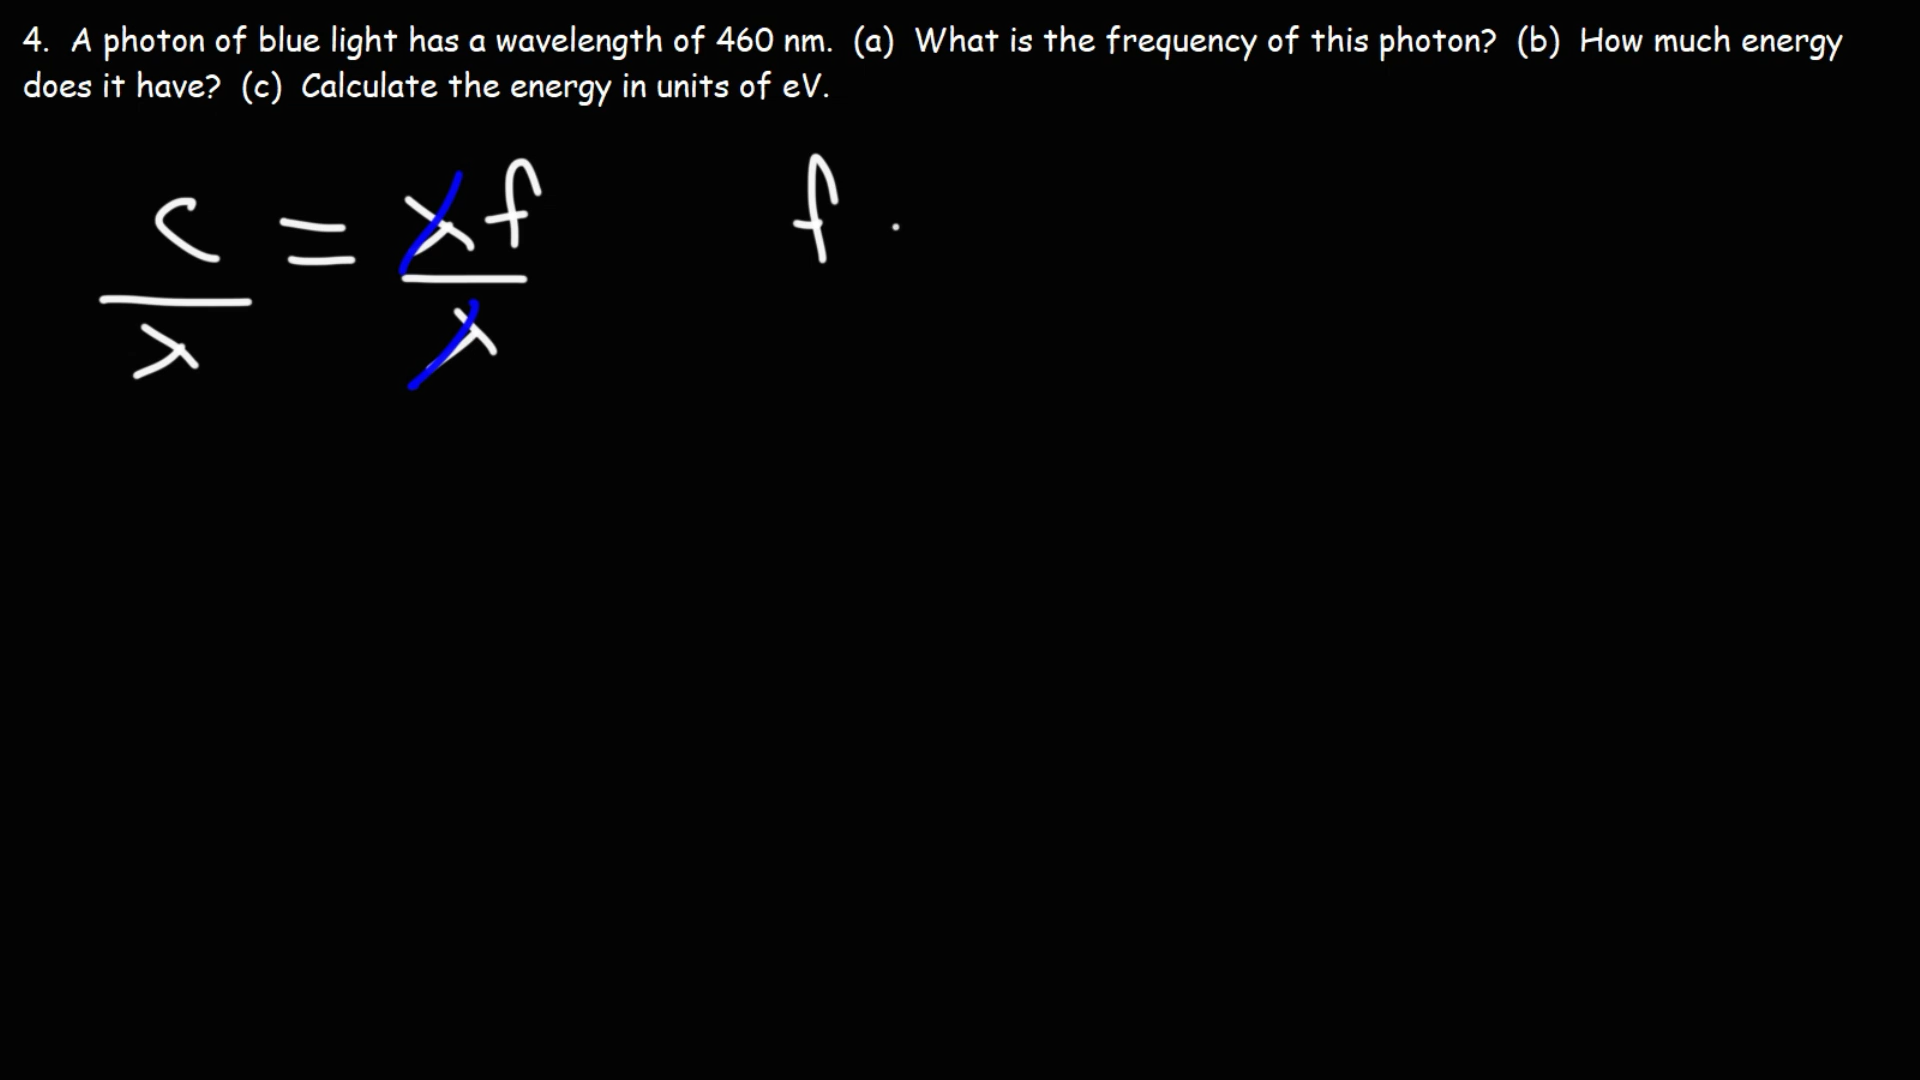 4. A photon of blue light has a wavelength of 460 nm. (a) What is the frequency of this photon? (b) How much energy
does it have? (c) Calculate the energy in units of eV.
c = λf f
λ λ